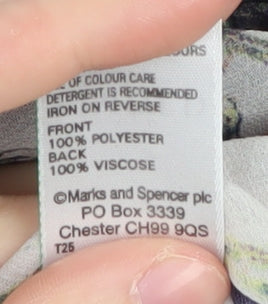 OURS
OF COLOUR CARE
DETERGENT IS RECOMMENDED
IRON ON REVERSE
FRONT
100% POLYESTER
BACK
100% VISCOSE
©Marks and Spencer plc
PO Box 3339
Chester CH99 9QS
T25